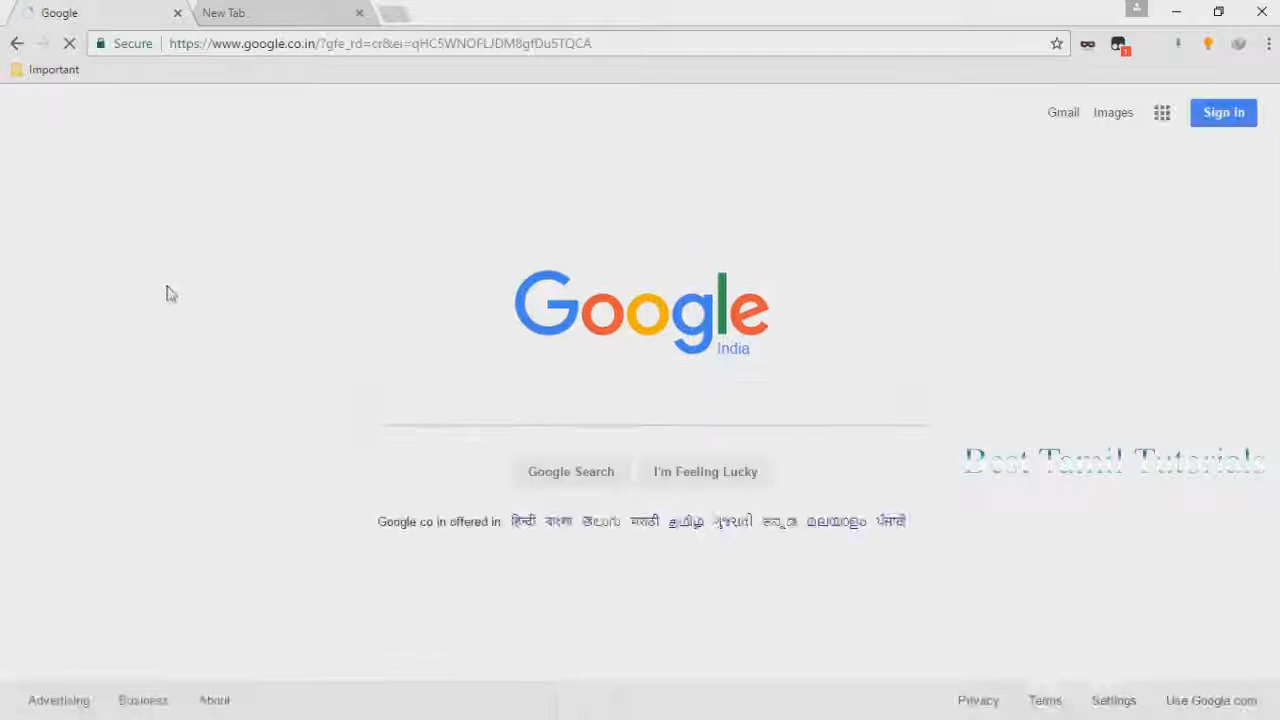 Google
New Tab
Secure
https://www.google.co.in/?gfe_rd=cr&ei=qHC5WNOFLJDM8gfDu5TQCA
1
Important
Gmail Images Sign in
Google
India
Google Search I'm Feeling Lucky
Best Tamil Tutorials
Google co in offered in हिन्दी বাংলা తెలుగు मराठी தமிழ் ગુજરાતી ಕನ್ನಡ മലയാളം ਪੰਜਾਬੀ
Advertising Business About Privacy Terms Settings Use Google.com